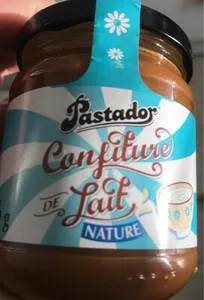 Pastador
Confiture
DE Lait
NATURE
g